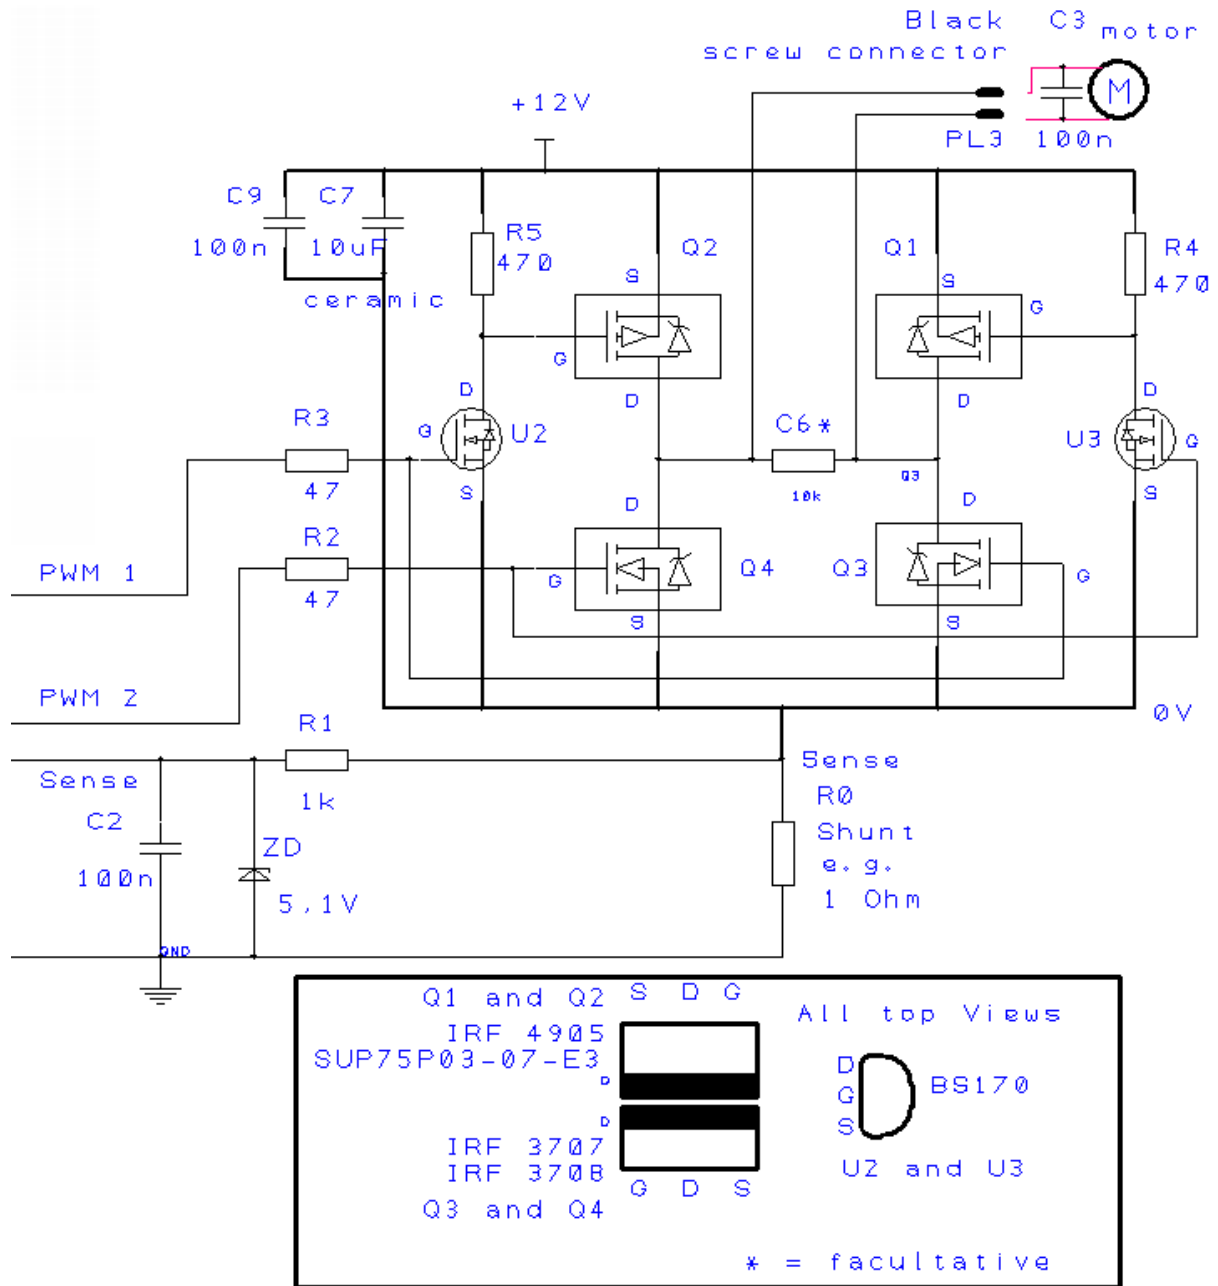 Black C3 motor
screw connector
M
+12V
PL3 100n
C9 C7
R5
Q2 Q1
R4
100n 10uF
470
470
ceramic
S S
G
G
D D D D
R3
G
U2
C6*
U3
G
47
S
10k
Q3
S
R2
D D
PWM 1
G
Q4 Q3
G
47
S S
PWM 2
R1
0V
Sense
Sense
1k
R0
C2
Shunt
ZD
e.g.
100n
5,1V
1 Ohm
GND
Q1 and Q2 S D G
All top Views
IRF 4905
SUP75P03-07-E3
D
D
G
BS170
D
S
IRF 3707
IRF 3708
U2 and U3
G D S
Q3 and Q4
* = facultative